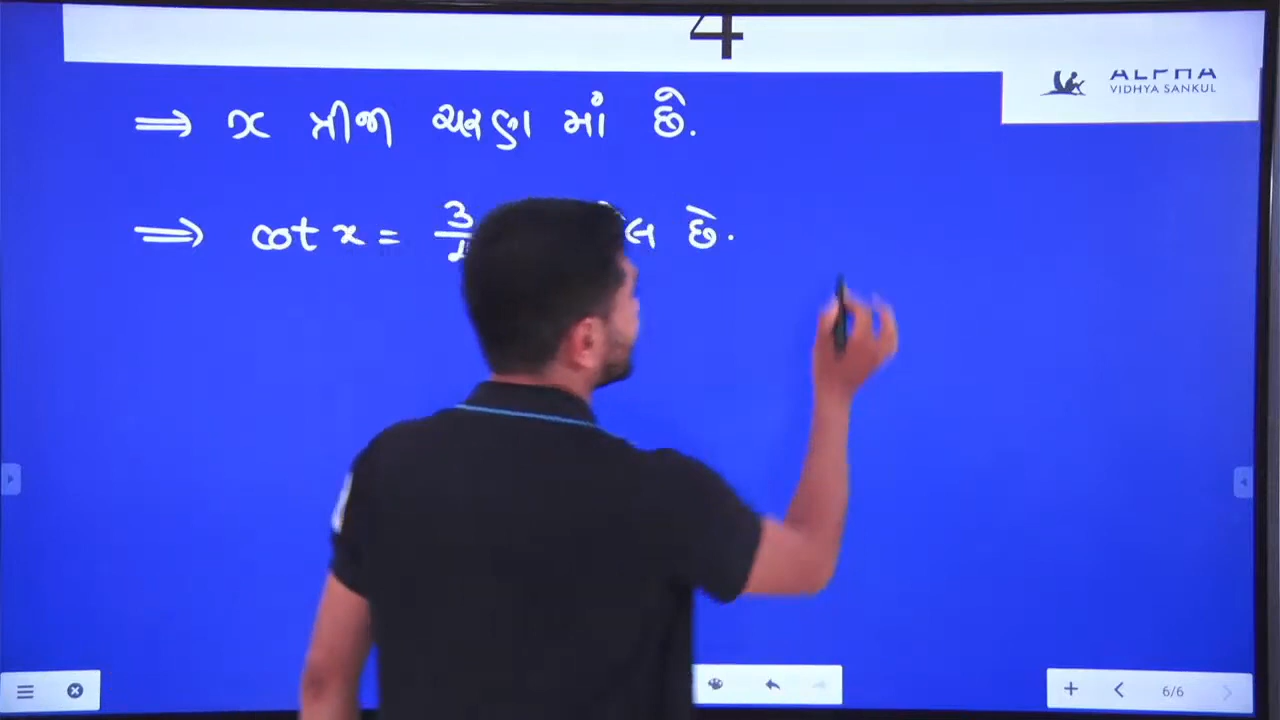 4
ALPHA
VIDHYA SANKUL
⇒ x ત્રીજા ચરણ માં છે.
⇒ cot x = 3 છે.
6/6